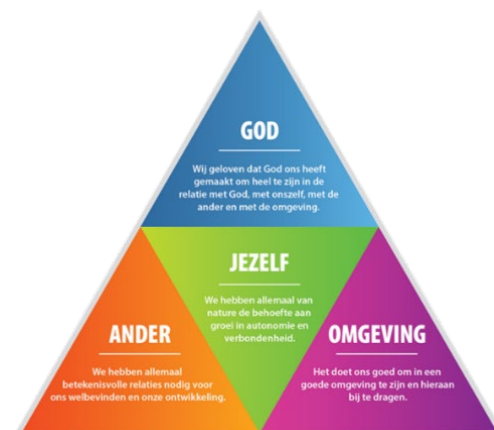 GOD
Wij geloven dat God ons heeft
gemaakt om heel te zijn in de
relatie met God, met onszelf, met de
ander en met de omgeving.
JEZELF
We hebben allemaal van
nature de behoefte aan
groei in autonomie en
verbondenheid.
ANDER
We hebben allemaal
betekenisvolle relaties nodig voor
ons welbevinden en onze ontwikkeling.
OMGEVING
Het doet ons goed om in een
goede omgeving te zijn en hieraan
bij te dragen.